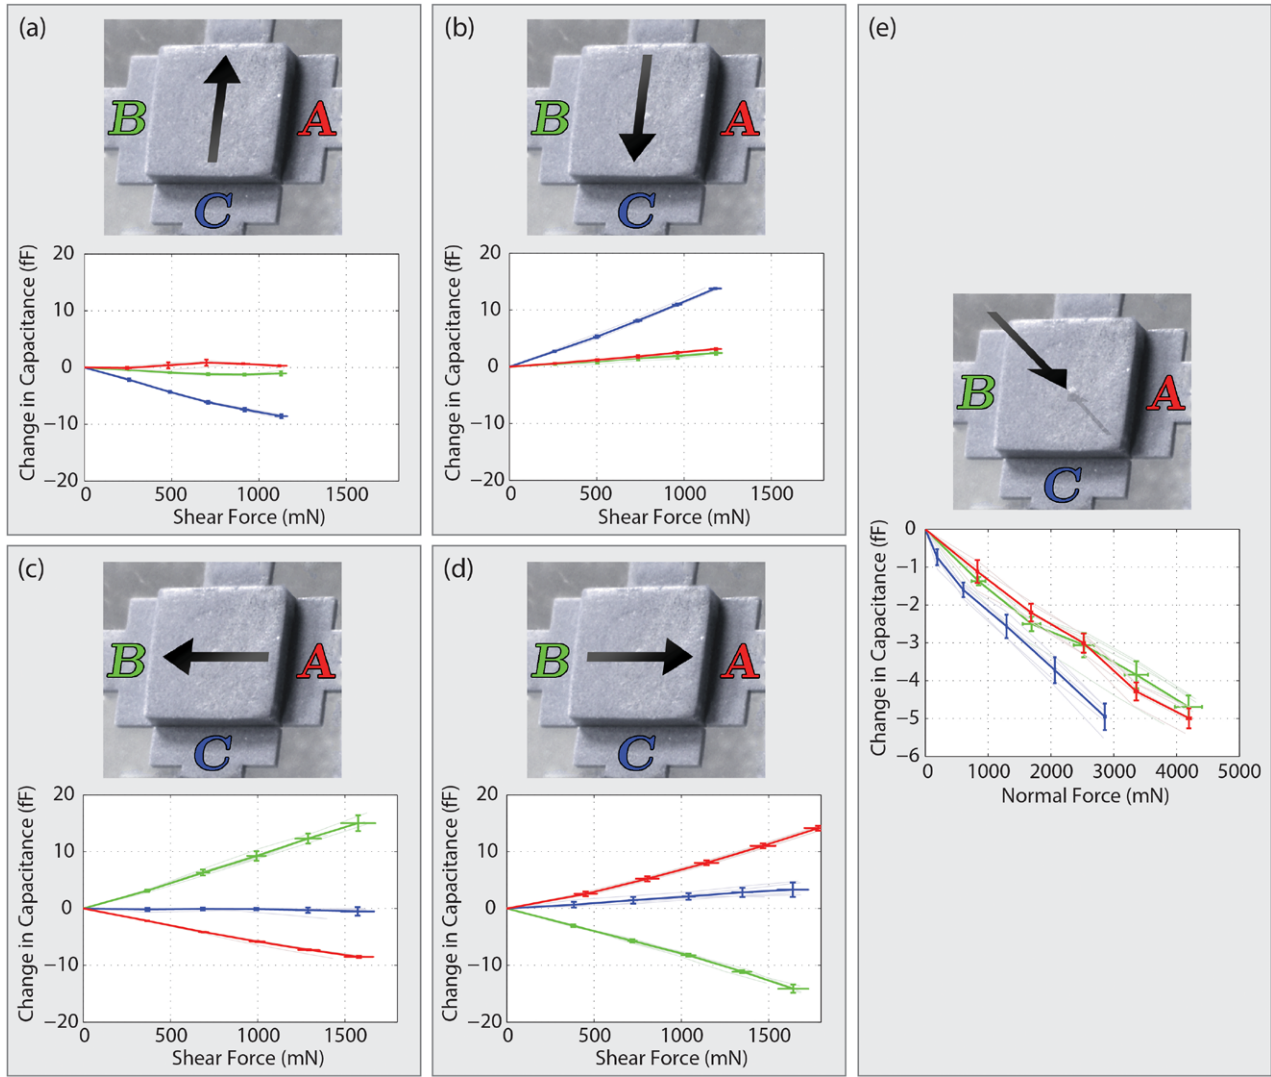 (a)
B
A
C
20
10
0
−10
−20
0
500
1000
1500
Change in Capacitance (fF)
Shear Force (mN)
(b)
B
A
C
20
10
0
−10
−20
0
500
1000
1500
Change in Capacitance (fF)
Shear Force (mN)
(c)
B
A
C
20
10
0
−10
−20
0
500
1000
1500
Change in Capacitance (fF)
Shear Force (mN)
(d)
B
A
C
20
10
0
−10
−20
0
500
1000
1500
Change in Capacitance (fF)
Shear Force (mN)
(e)
B
A
C
0
−1
−2
−3
−4
−5
−6
0
1000
2000
3000
4000
5000
Change in Capacitance (fF)
Normal Force (mN)